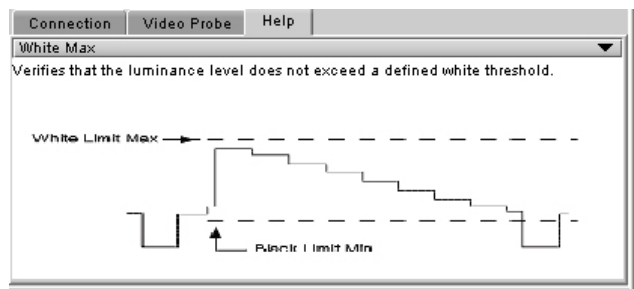 Connection Video Probe Help
White Max
Verifies that the luminance level does not exceed a defined white threshold.
White Limit Max
Black Limit Min